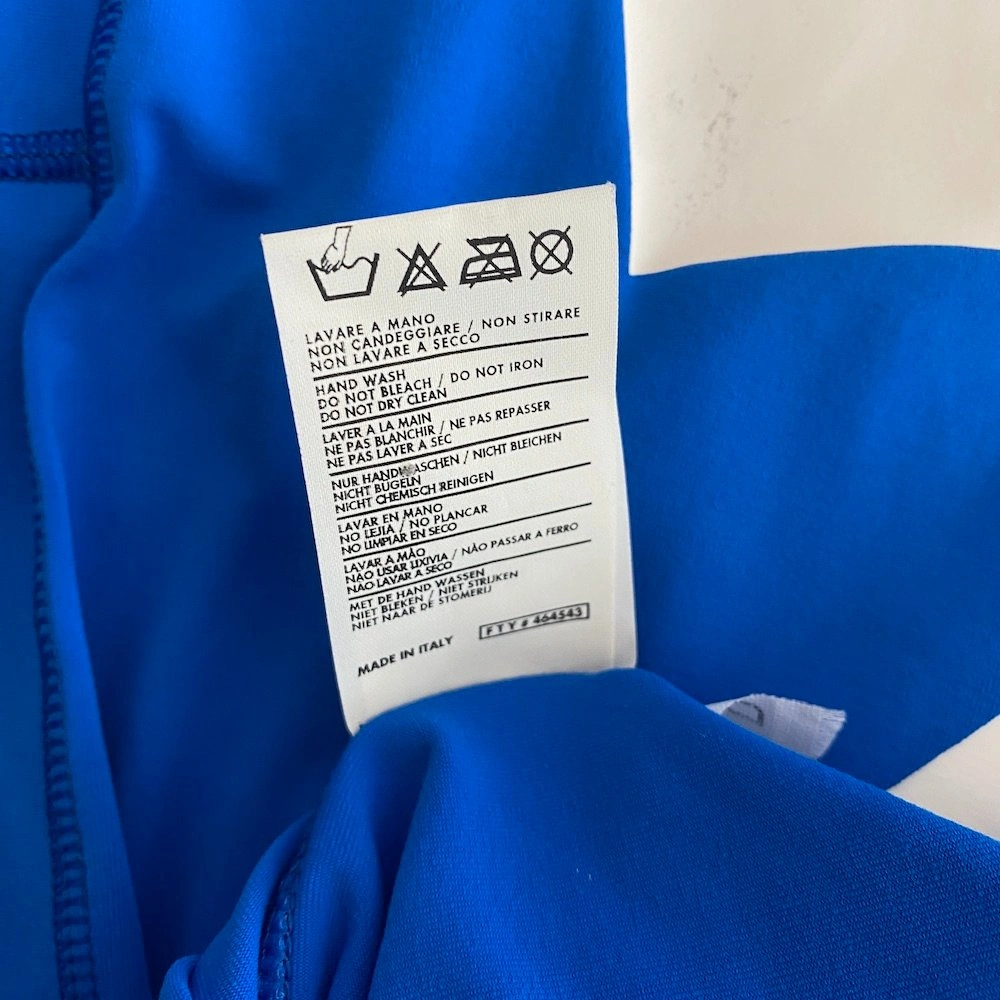 LAVARE A MANO
NON CANDEGGIARE / NON STIRARE
NON LAVARE A SECCO
HAND WASH
DO NOT BLEACH / DO NOT IRON
DO NOT DRY CLEAN
LAVER A LA MAIN
NE PAS BLANCHIR / NE PAS REPASSER
NE PAS LAVER A SEC
NUR HANDWASCHEN / NICHT BLEICHEN
NICHT BÜGELN
NICHT CHEMISCH REINIGEN
LAVAR EN MANO
NO LEJIA / NO PLANCAR
NO LIMPIAR EN SECO
LAVAR A MÃO
NAO USAR LIXIVIA / NÃO PASSAR A FERRO
NAO LAVAR A SECO
MET DE HAND WASSEN
NIET BLEKEN / NIET STRIJKEN
NIET NAAR DE STOMERIJ
FTY # 464543
MADE IN ITALY